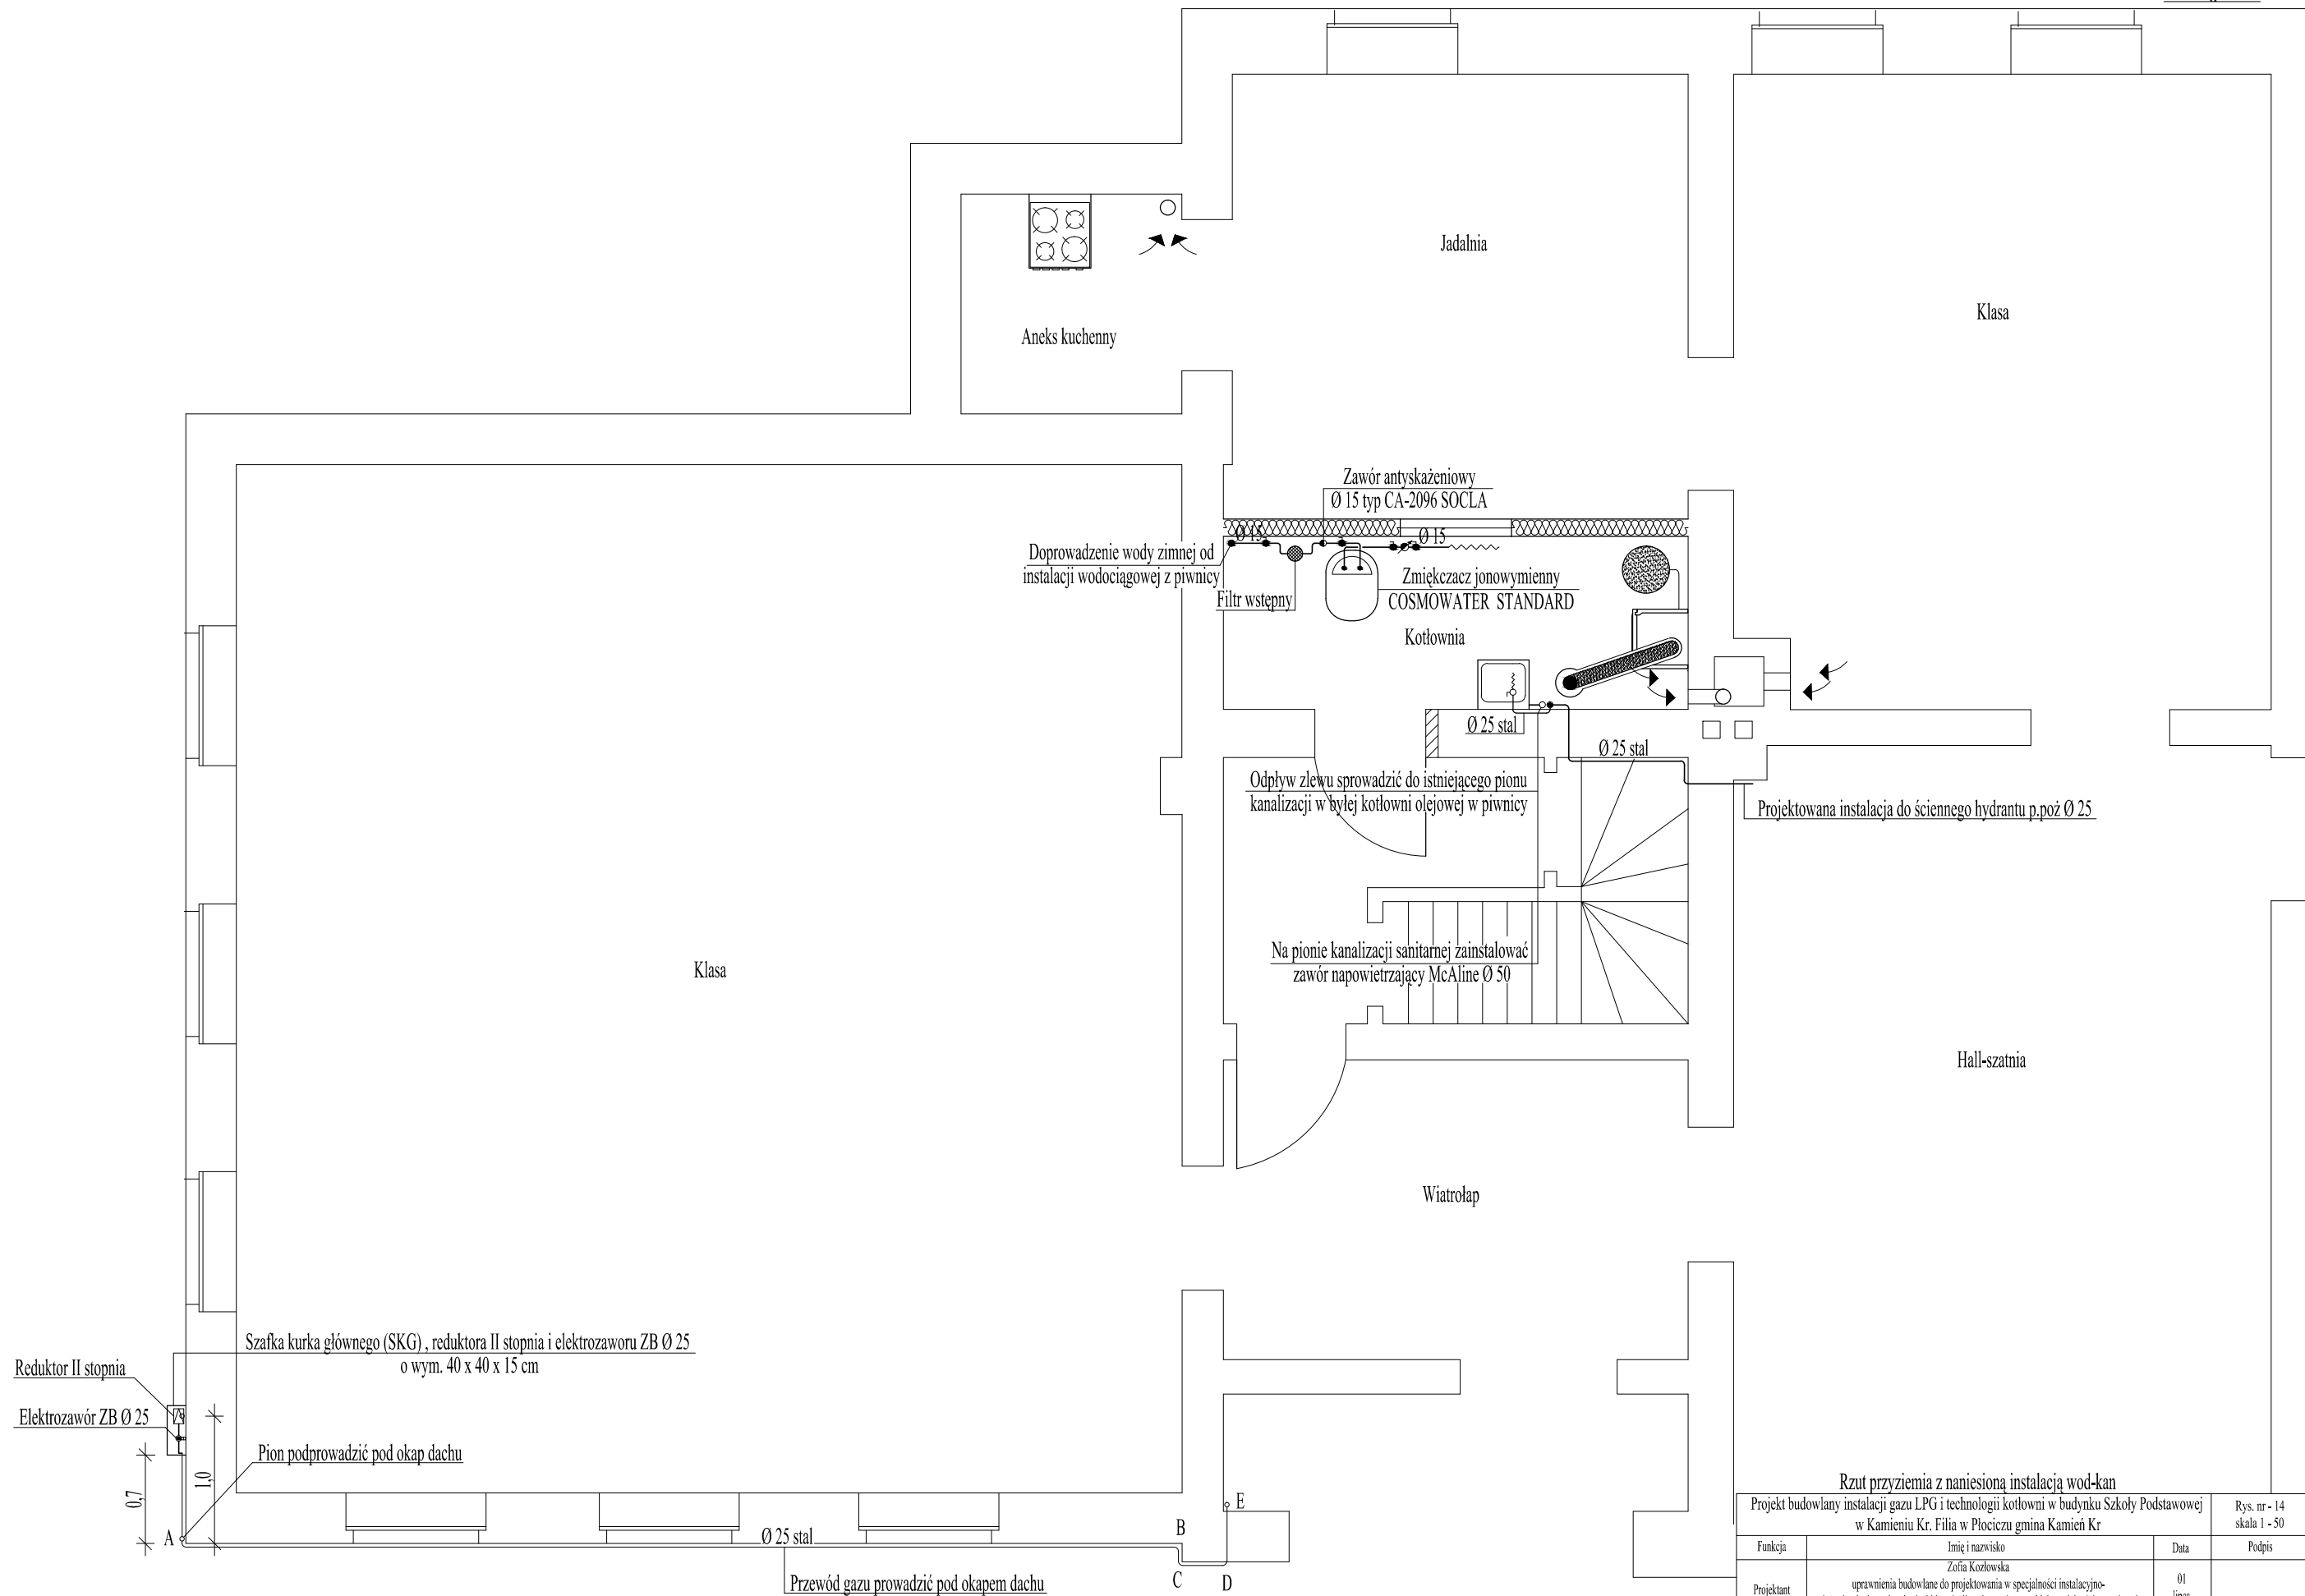 Jadalnia
Klasa
Aneks kuchenny
Zawór antyskażeniowy
Ø 15 typ CA-2096 SOCLA
Ø 15
Ø 15
Doprowadzenie wody zimnej od
instalacji wodociągowej z piwnicy
Filtr wstępny
Zmiękczacz jonowymienny
COSMOWATER STANDARD
Kotłownia
Ø 25 stal
Ø 25 stal
Odpływ zlewu sprowadzić do istniejącego pionu
kanalizacji w byłej kotłowni olejowej w piwnicy
Projektowana instalacja do ściennego hydrantu p.poż Ø 25
Na pionie kanalizacji sanitarnej zainstalować
zawór napowietrzający McAline Ø 50
Klasa
Hall-szatnia
Wiatrołap
Szafka kurka głównego (SKG) , reduktora II stopnia i elektrozaworu ZB Ø 25
o wym. 40 x 40 x 15 cm
Reduktor II stopnia
Elektrozawór ZB Ø 25
Pion podprowadzić pod okap dachu
0,7
1,0
A
B
C
D
E
Ø 25 stal
Przewód gazu prowadzić pod okapem dachu
Rzut przyziemia z naniesioną instalacją wod-kan
Projekt budowlany instalacji gazu LPG i technologii kotłowni w budynku Szkoły Podstawowej
w Kamieniu Kr. Filia w Płociczu gmina Kamień Kr
Rys. nr - 14
skala 1 - 50
Funkcja
Imię i nazwisko
Data
Podpis
Projektant
Zofia Kozłowska
uprawnienia budowlane do projektowania w specjalności instalacyjno-
01